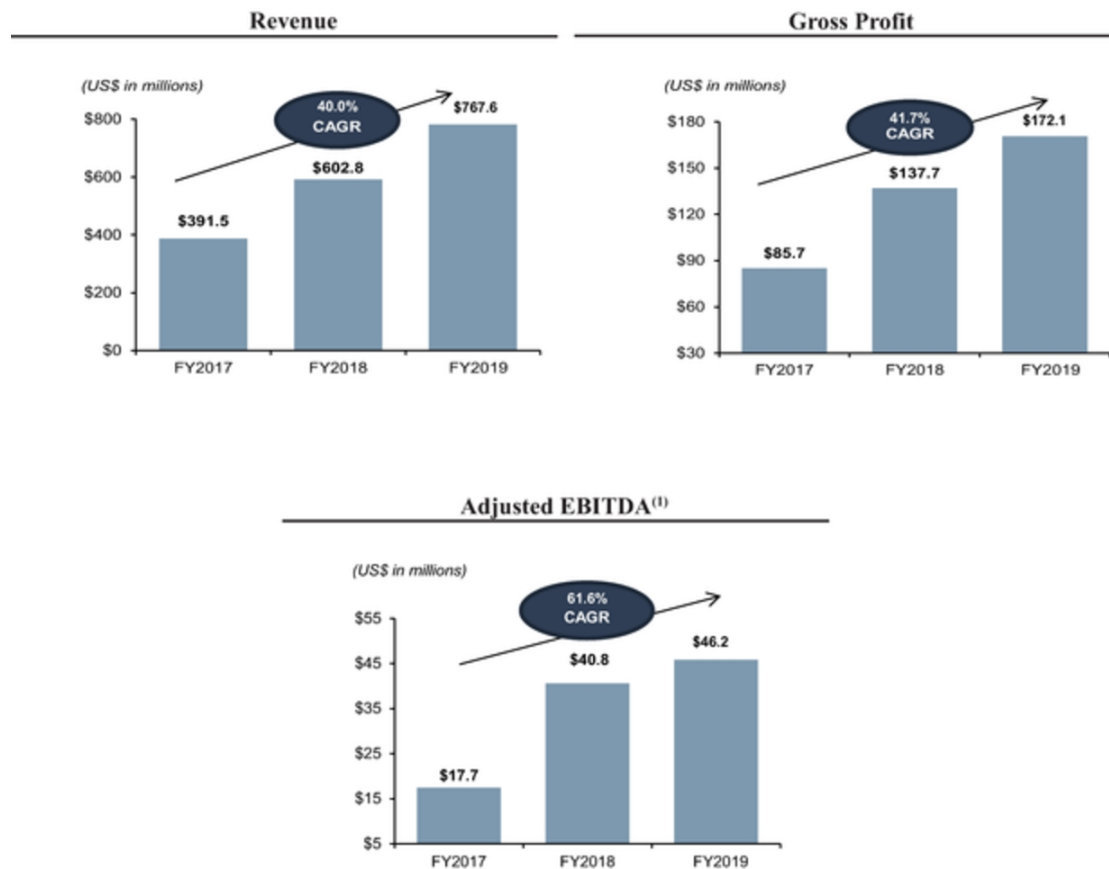 Revenue
(US$ in millions)
40.0%
CAGR
$800
$600
$400
$200
$0
$391.5
$602.8
$767.6
FY2017 FY2018 FY2019
Gross Profit
(US$ in millions)
41.7%
CAGR
$180
$150
$120
$90
$60
$30
$85.7
$137.7
$172.1
FY2017 FY2018 FY2019
Adjusted EBITDA(1)
(US$ in millions)
61.6%
CAGR
$55
$45
$35
$25
$15
$5
$17.7
$40.8
$46.2
FY2017 FY2018 FY2019